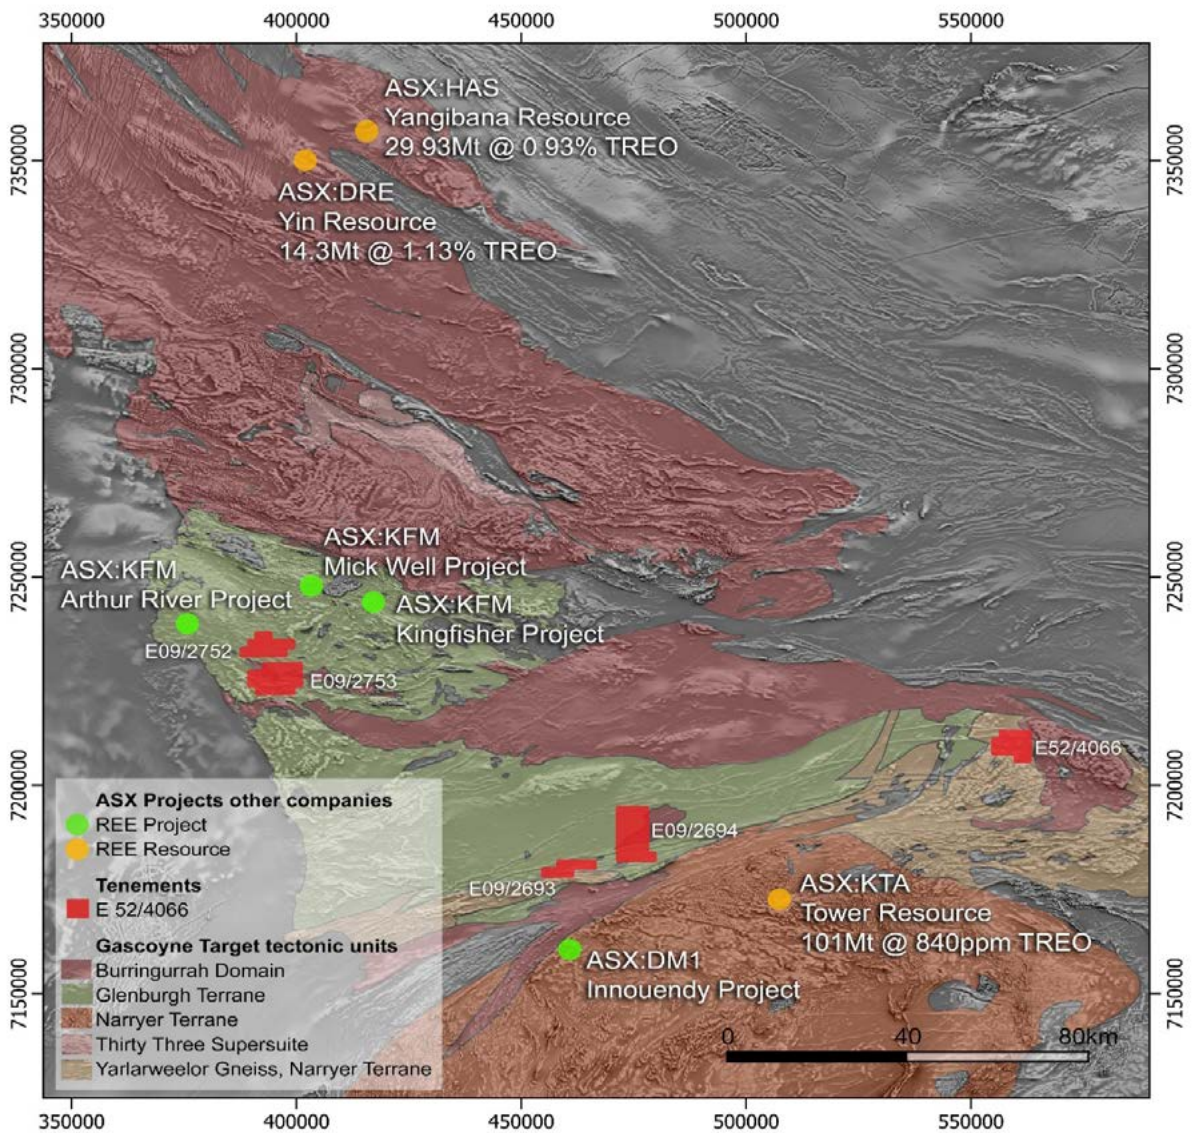 350000
400000
450000
500000
550000
7350000
7300000
7250000
7200000
7150000
7350000
7300000
7250000
7200000
7150000
ASX:HAS
Yangibana Resource
29.93Mt @ 0.93% TREO
ASX:DRE
Yin Resource
14.3Mt @ 1.13% TREO
ASX:KFM
Mick Well Project
ASX:KFM
Arthur River Project
ASX:KFM
Kingfisher Project
E09/2752
E09/2753
E52/4066
E09/2694
E09/2693
ASX:KTA
Tower Resource
101Mt @ 840ppm TREO
ASX:DM1
Innouendy Project
ASX Projects other companies
REE Project
REE Resource
Tenements
E 52/4066
Gascoyne Target tectonic units
Burringurrah Domain
Glenburgh Terrane
Narryer Terrane
Thirty Three Supersuite
Yarlarweelor Gneiss, Narryer Terrane
0 40 80km
350000
400000
450000
500000
550000